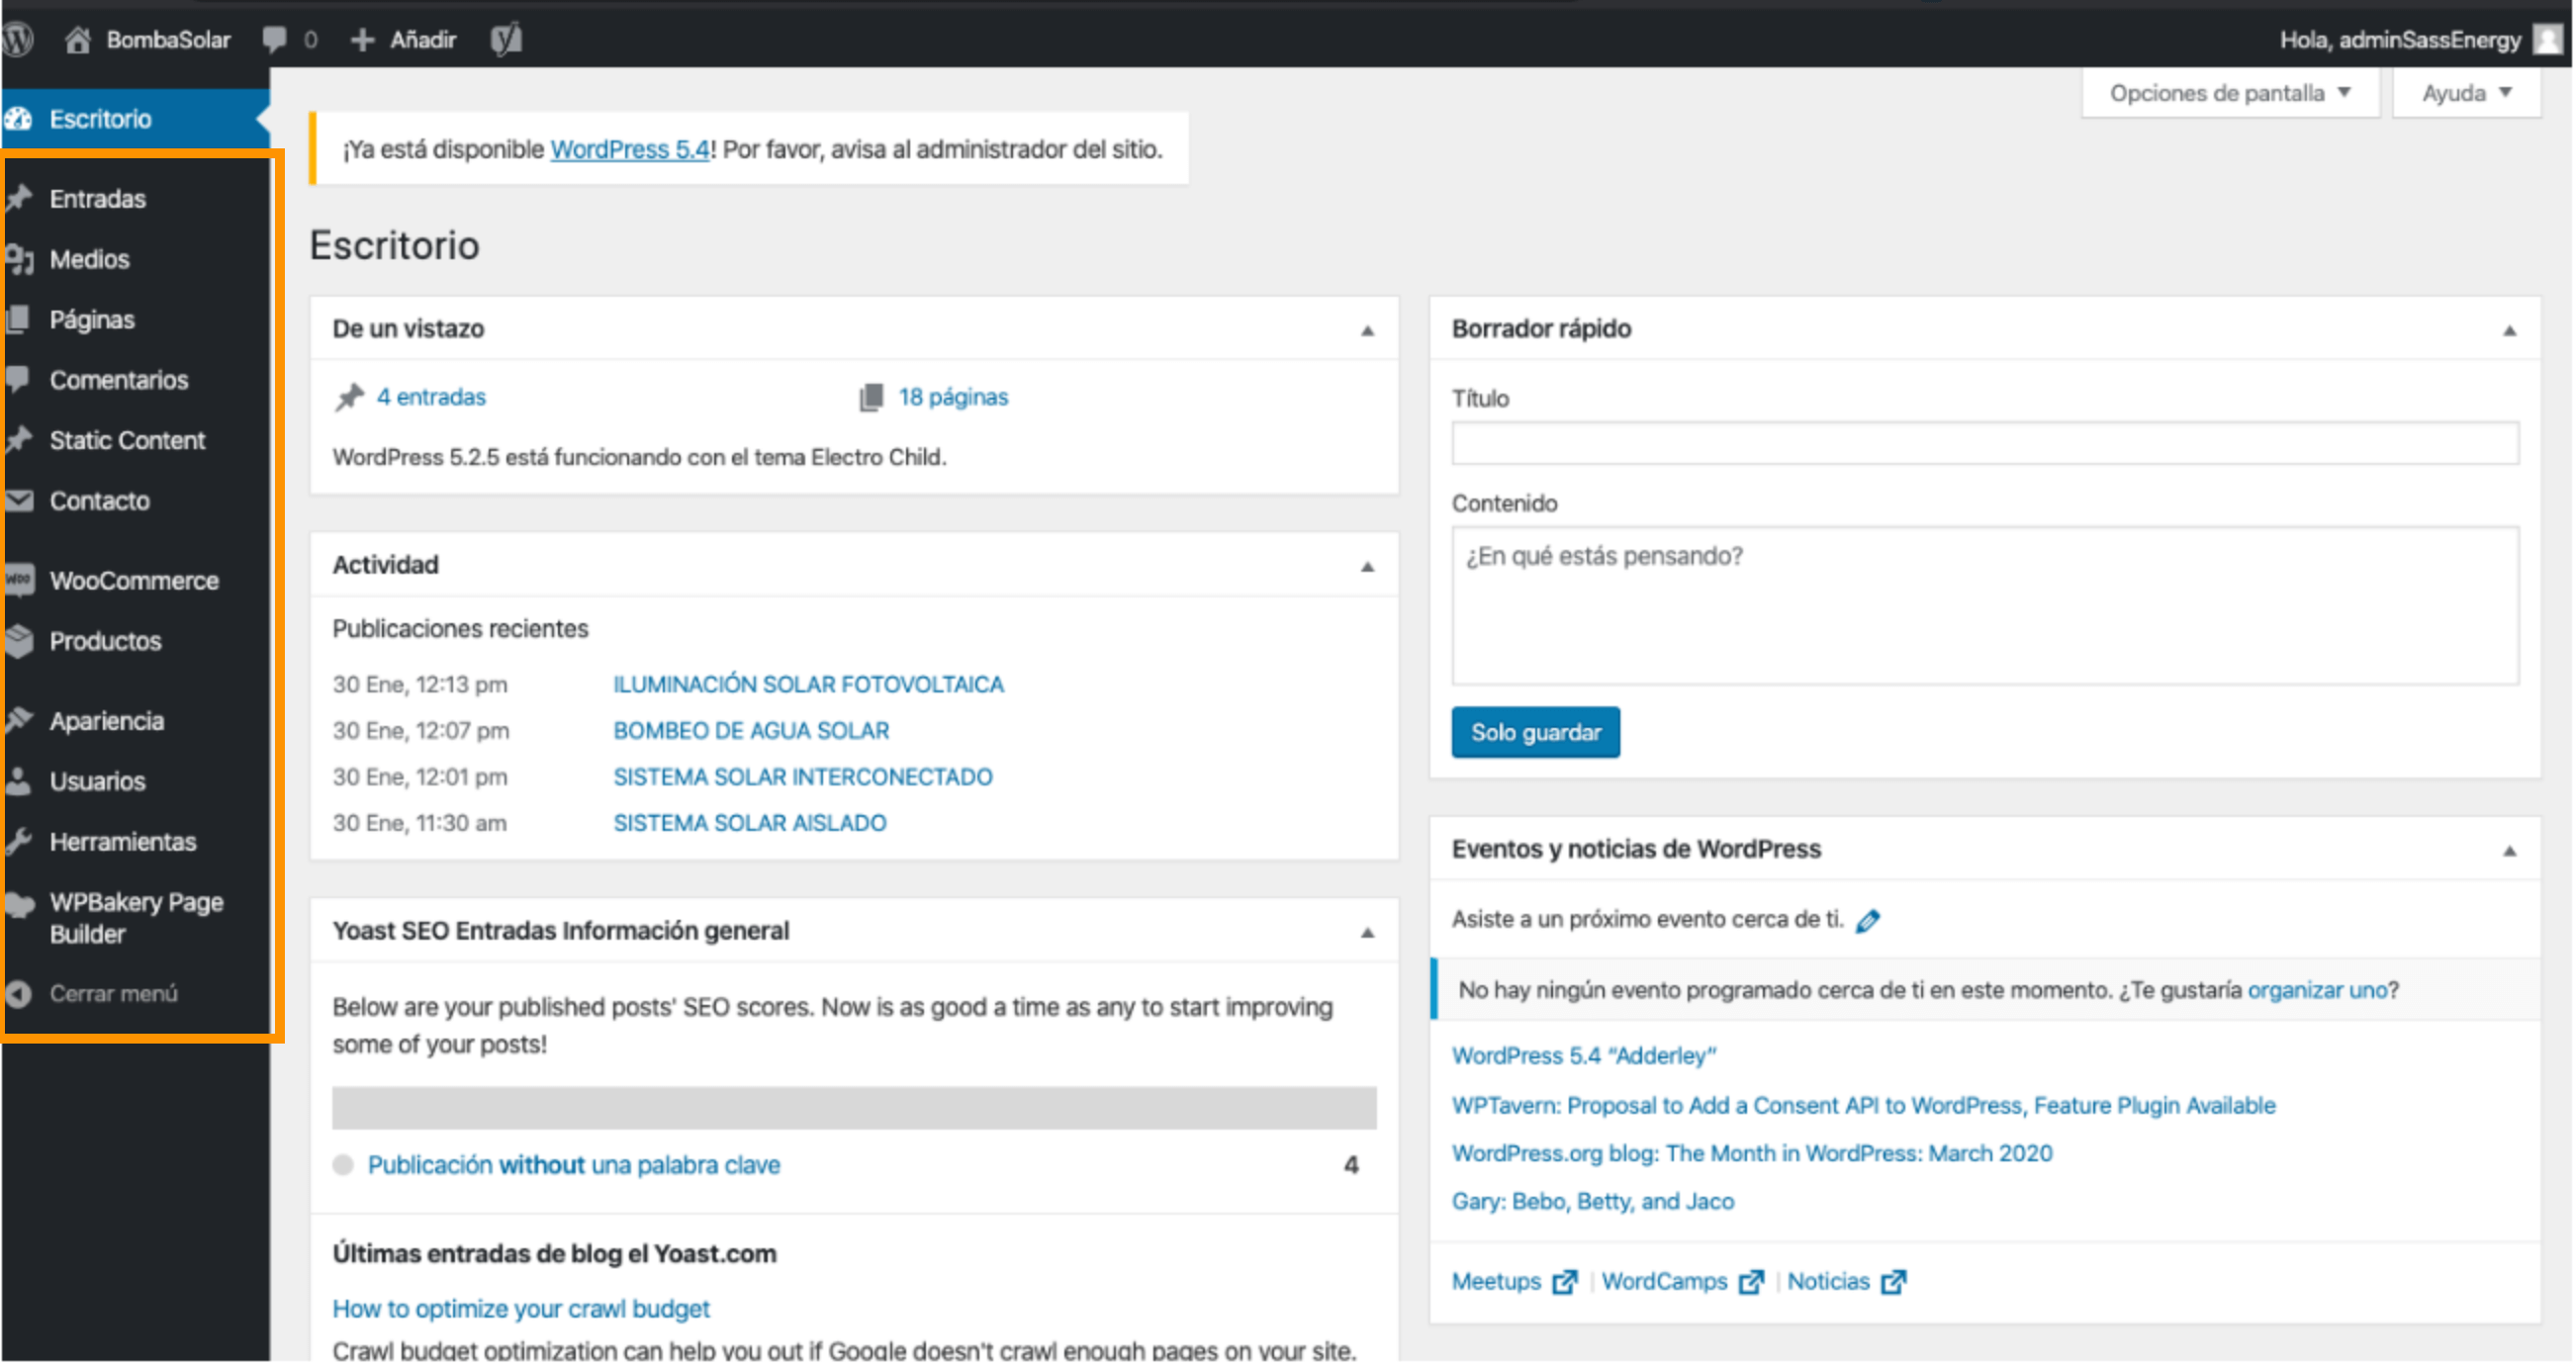 BombaSolar 0 Añadir
Hola, adminSassEnergy
Opciones de pantalla
Ayuda
Escritorio
Entradas
Medios
Páginas
Comentarios
Static Content
Contacto
WooCommerce
Productos
Apariencia
Usuarios
Herramientas
WPBakery Page
Builder
Cerrar menú
¡Ya está disponible WordPress 5.4! Por favor, avisa al administrador del sitio.
Escritorio
De un vistazo
4 entradas
18 páginas
WordPress 5.2.5 está funcionando con el tema Electro Child.
Actividad
Publicaciones recientes
30 Ene, 12:13 pm ILUMINACIÓN SOLAR FOTOVOLTAICA
30 Ene, 12:07 pm BOMBEO DE AGUA SOLAR
30 Ene, 12:01 pm SISTEMA SOLAR INTERCONECTADO
30 Ene, 11:30 am SISTEMA SOLAR AISLADO
Yoast SEO Entradas Información general
Below are your published posts' SEO scores. Now is as good a time as any to start improving
some of your posts!
Publicación without una palabra clave 4
Últimas entradas de blog el Yoast.com
How to optimize your crawl budget
Crawl budget optimization can help you out if Google doesn't crawl enough pages on your site.
Borrador rápido
Título
Contenido
¿En qué estás pensando?
Solo guardar
Eventos y noticias de WordPress
Asiste a un próximo evento cerca de ti.
No hay ningún evento programado cerca de ti en este momento. ¿Te gustaría organizar uno?
WordPress 5.4 “Adderley”
WPTavern: Proposal to Add a Consent API to WordPress, Feature Plugin Available
WordPress.org blog: The Month in WordPress: March 2020
Gary: Bebo, Betty, and Jaco
Meetups | WordCamps | Noticias